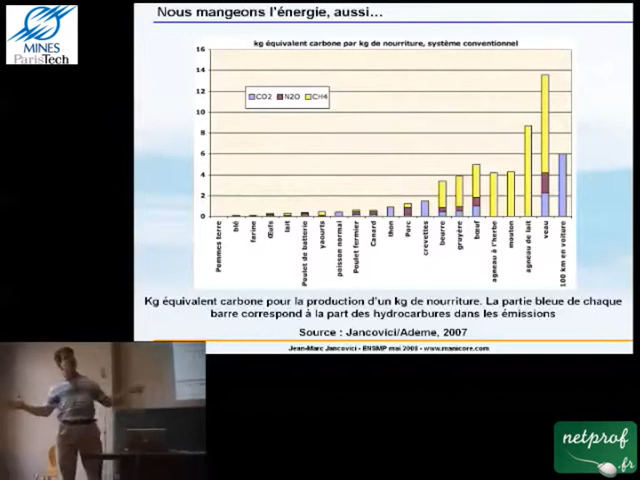 Nous mangeons l'énergie, aussi…
MINES
ParisTech
kg équivalent carbone par kg de nourriture, système conventionnel
16
14
12
10
8
6
4
2
0
CO2 N2O CH4
Pommes terre
blé
farine
Œufs
lait
Poulet de batterie
yaourts
poisson normal
Poulet fermier
Canard
thon
Porc
crevettes
beurre
gruyère
bœuf
agneau à l'herbe
mouton
agneau de lait
veau
100 km en voiture
Kg équivalent carbone pour la production d'un kg de nourriture. La partie bleue de chaque
barre correspond à la part des hydrocarbures dans les émissions
Source : Jancovici/Ademe, 2007
Jean-Marc Jancovici - ENSMP mai 2008 - www.manicore.com
netprof
.fr